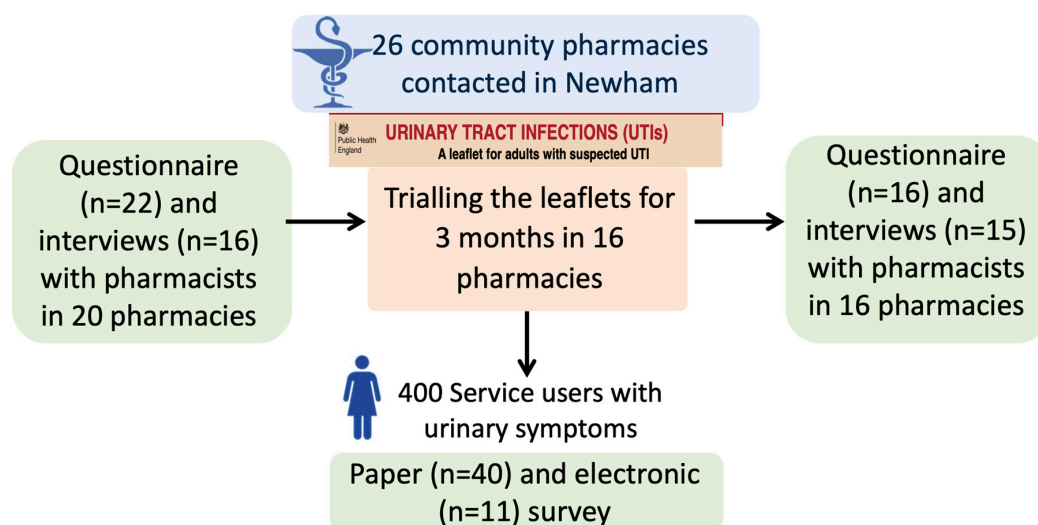 26 community pharmacies
contacted in Newham
Public Health
England
URINARY TRACT INFECTIONS (UTIs)
A leaflet for adults with suspected UTI
Questionnaire
(n=22) and
interviews (n=16)
with pharmacists
in 20 pharmacies
Trialling the leaflets for
3 months in 16
pharmacies
Questionnaire
(n=16) and
interviews (n=15)
with pharmacists
in 16 pharmacies
400 Service users with
urinary symptoms
Paper (n=40) and electronic
(n=11) survey